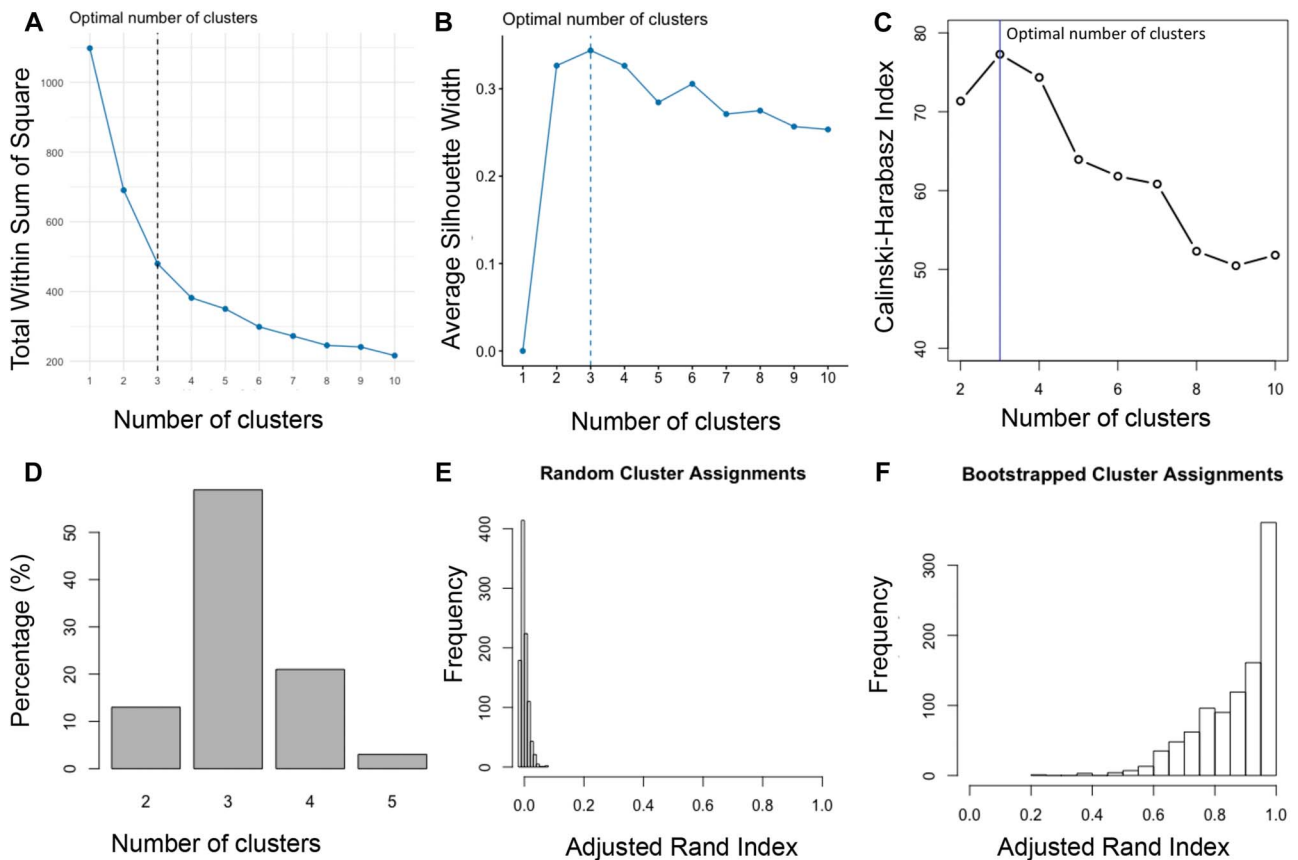 A
Optimal number of clusters
Total Within Sum of Square
1000
800
600
400
200
1 2 3 4 5 6 7 8 9 10
Number of clusters
B
Optimal number of clusters
Average Silhouette Width
0.3
0.2
0.1
0.0
1 2 3 4 5 6 7 8 9 10
Number of clusters
C
Optimal number of clusters
Calinski-Harabasz Index
80
70
60
50
40
2 4 6 8 10
Number of clusters
D
Percentage (%)
50
40
30
20
10
0
2 3 4 5
Number of clusters
E
Random Cluster Assignments
Frequency
400
300
200
100
0
0.0 0.2 0.4 0.6 0.8 1.0
Adjusted Rand Index
F
Bootstrapped Cluster Assignments
Frequency
300
200
100
0
0.0 0.2 0.4 0.6 0.8 1.0
Adjusted Rand Index